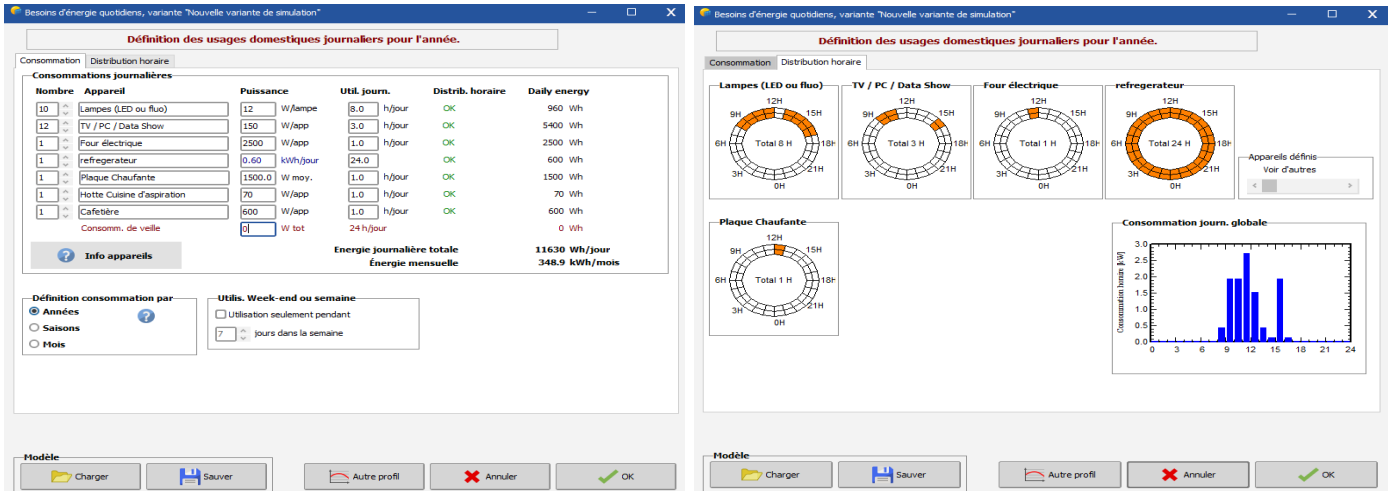 Besoins d'énergie quotidiens, variante "Nouvelle variante de simulation"
Définition des usages domestiques journaliers pour l'année.
Consommation Distribution horaire
Consommations journalières
Nombre Appareil Puissance Util. journ. Distrib. horaire Daily energy
10 Lampes (LED ou fluo) 12 W/lampe 8.0 h/jour OK 960 Wh
12 TV / PC / Data Show 150 W/app 3.0 h/jour OK 5400 Wh
1 Four électrique 2500 W/app 1.0 h/jour OK 2500 Wh
1 refregerateur 0.60 kWh/jour 24.0 OK 600 Wh
1 Plaque Chaufante 1500.0 W moy. 1.0 h/jour OK 1500 Wh
1 Hotte Cuisine d'aspiration 70 W/app 1.0 h/jour OK 70 Wh
1 Cafetière 600 W/app 1.0 h/jour OK 600 Wh
Consomm. de veille 0 W tot 24 h/jour 0 Wh
? Info appareils
Energie journalière totale 11630 Wh/jour
Énergie mensuelle 348.9 kWh/mois
Définition consommation par
Années
Saisons
Mois
?
Utilis. Week-end ou semaine
Utilisation seulement pendant
7 jours dans la semaine
Modèle
Charger Sauver Autre profil Annuler OK
Besoins d'énergie quotidiens, variante "Nouvelle variante de simulation"
Définition des usages domestiques journaliers pour l'année.
Consommation Distribution horaire
Lampes (LED ou fluo) TV / PC / Data Show Four électrique refregerateur
12H 12H 12H 12H
9H 15H 9H 15H 9H 15H 9H 15H
6H Total 8 H 18H 6H Total 3 H 18H 6H Total 1 H 18H 6H Total 24 H 18H
3H 21H 3H 21H 3H 21H 3H 21H
0H 0H 0H 0H
Appareils définis
Voir d'autres
Plaque Chaufante
12H
9H 15H
6H Total 1 H 18H
3H 21H
0H
Consommation journ. globale
Consommation horaire [kW]
3.0
2.5
2.0
1.5
1.0
0.5
0.0
0 3 6 9 12 15 18 21 24
Modèle
Charger Sauver Autre profil Annuler OK